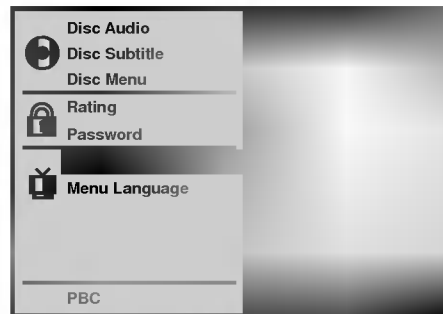 Disc Audio
Disc Subtitle
Disc Menu
Rating
Password
Menu Language
PBC